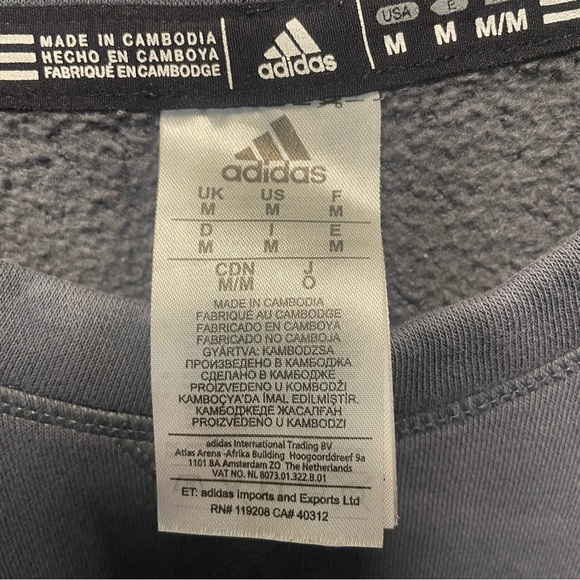 MADE IN CAMBODIA
HECHO EN CAMBOYA
FABRIQUÉ EN CAMBODGE
adidas
USA E
M M M/M
adidas
UK US F
M M M
D I E
M M M
CDN J
M/M O
MADE IN CAMBODIA
FABRIQUÉ AU CAMBODGE
FABRICADO EN CAMBOYA
FABRICADO NO CAMBOJA
GYÁRTVA: KAMBODZSA
ПРОИЗВЕДЕНО В КАМБОДЖА
СДЕЛАНО В КАМБОДЖЕ
PROIZVEDENO U KOMBODŽI
KAMBOÇYA'DA İMAL EDİLMİŞTİR.
КАМБОДЖЕДЕ ЖАСАЛҒАН
PROIZVEDENO U KAMBODŽI
adidas International Trading BV
Atlas Arena -Afrika Building Hoogoorddreef 9a
1101 BA Amsterdam ZO The Netherlands
VAT NO. NL 8073.01.322.B.01
ET: adidas Imports and Exports Ltd
RN# 119208 CA# 40312